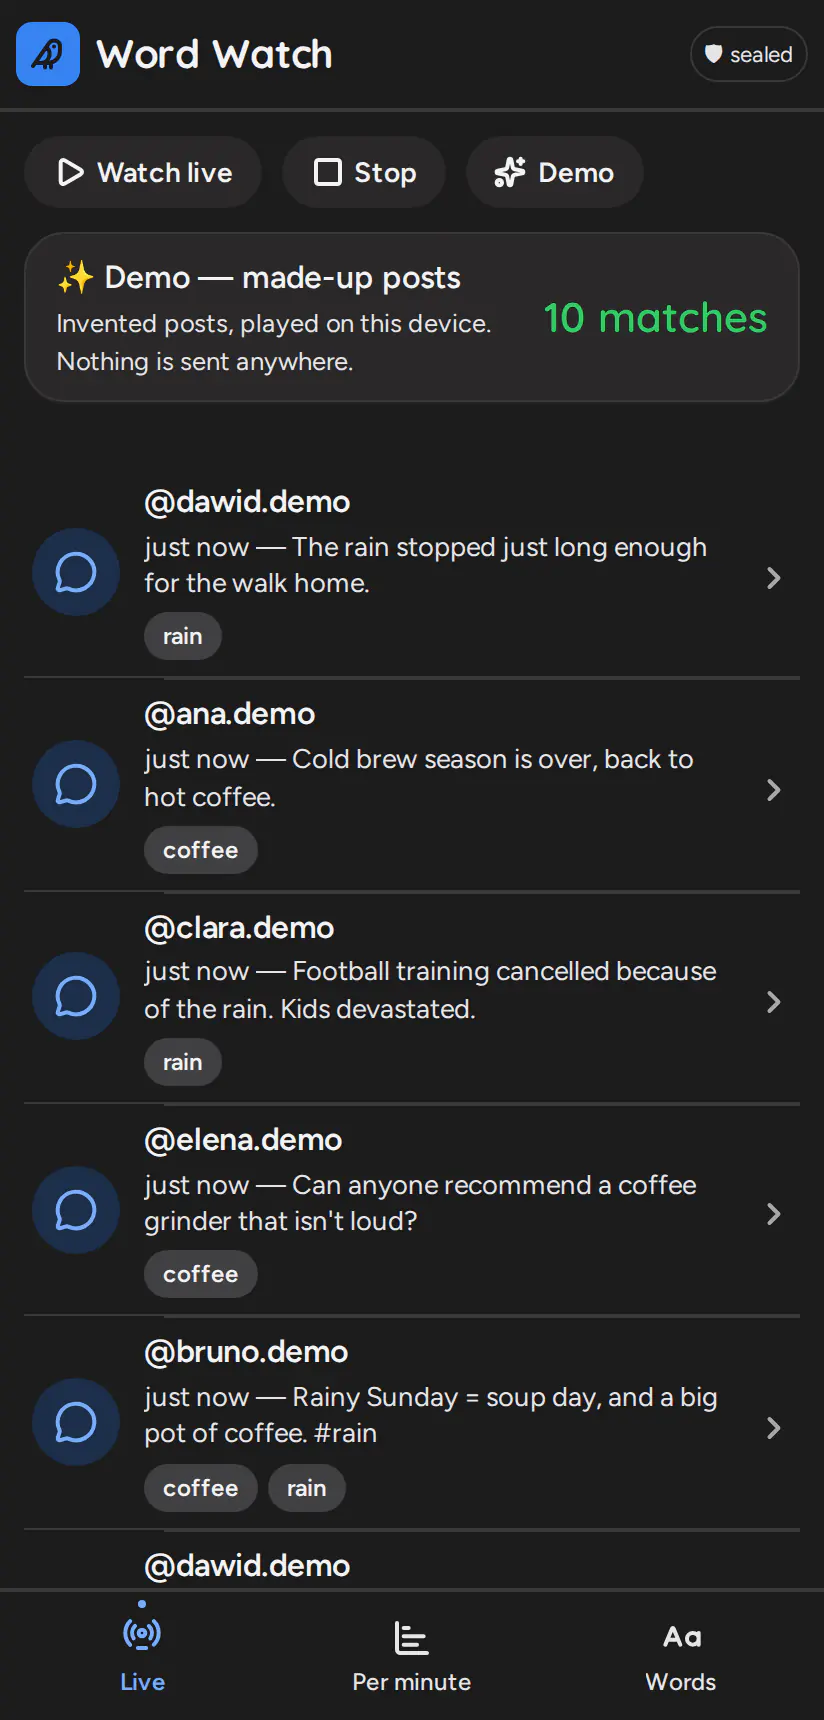 Word Watch
sealed
Watch live
Stop
Demo
✨ Demo — made-up posts
Invented posts, played on this device.
Nothing is sent anywhere.
10 matches
@dawid.demo
just now — The rain stopped just long enough
for the walk home.
rain
@ana.demo
just now — Cold brew season is over, back to
hot coffee.
coffee
@clara.demo
just now — Football training cancelled because
of the rain. Kids devastated.
rain
@elena.demo
just now — Can anyone recommend a coffee
grinder that isn't loud?
coffee
@bruno.demo
just now — Rainy Sunday = soup day, and a big
pot of coffee. #rain
coffee rain
@dawid.demo
Live
Per minute
Aa
Words